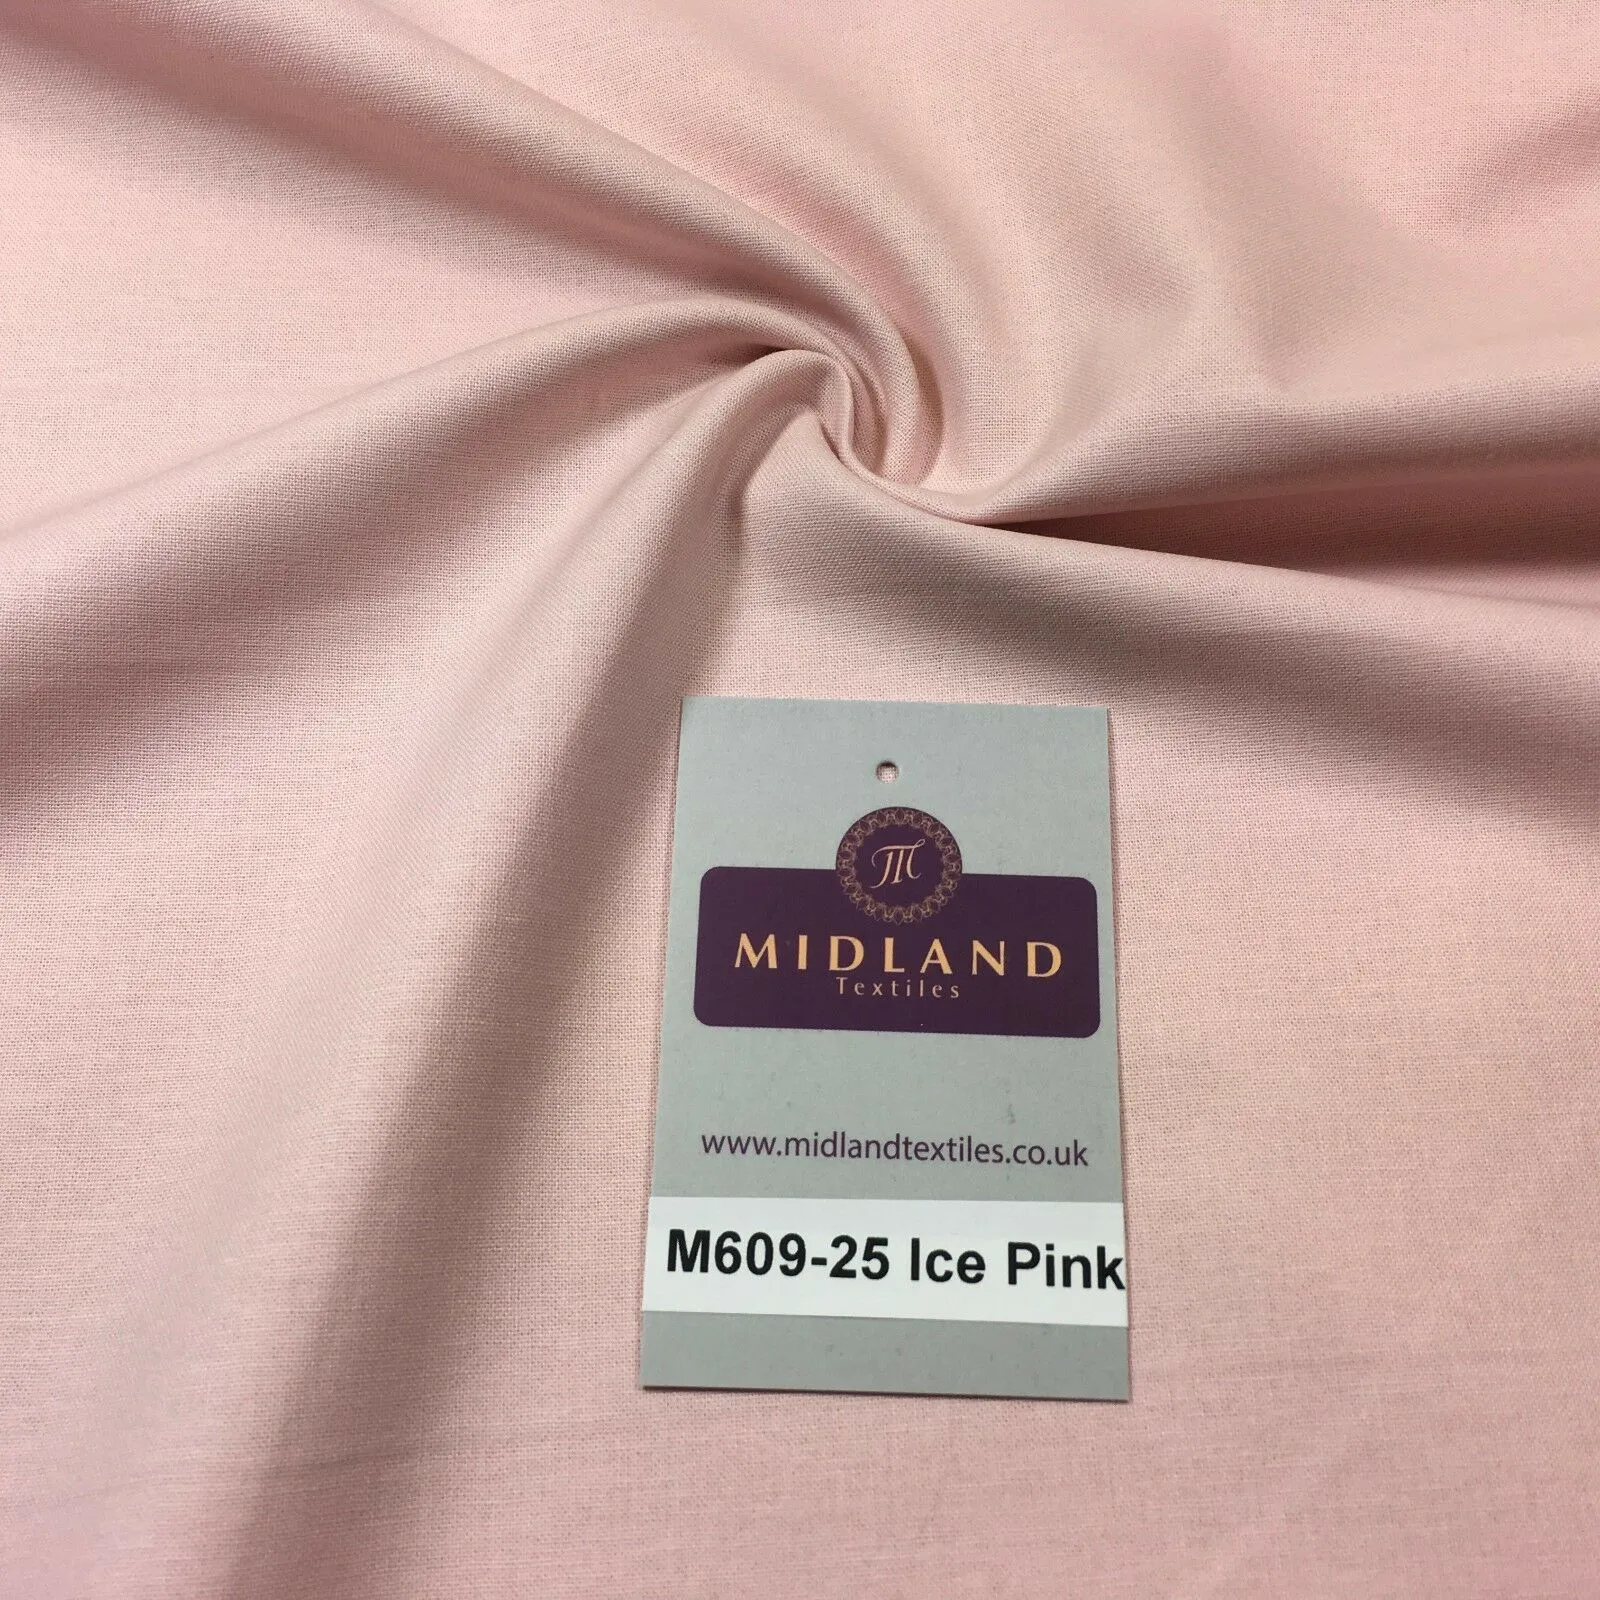 M
MIDLAND
Textiles
www.midlandtextiles.co.uk
M609-25 Ice Pink